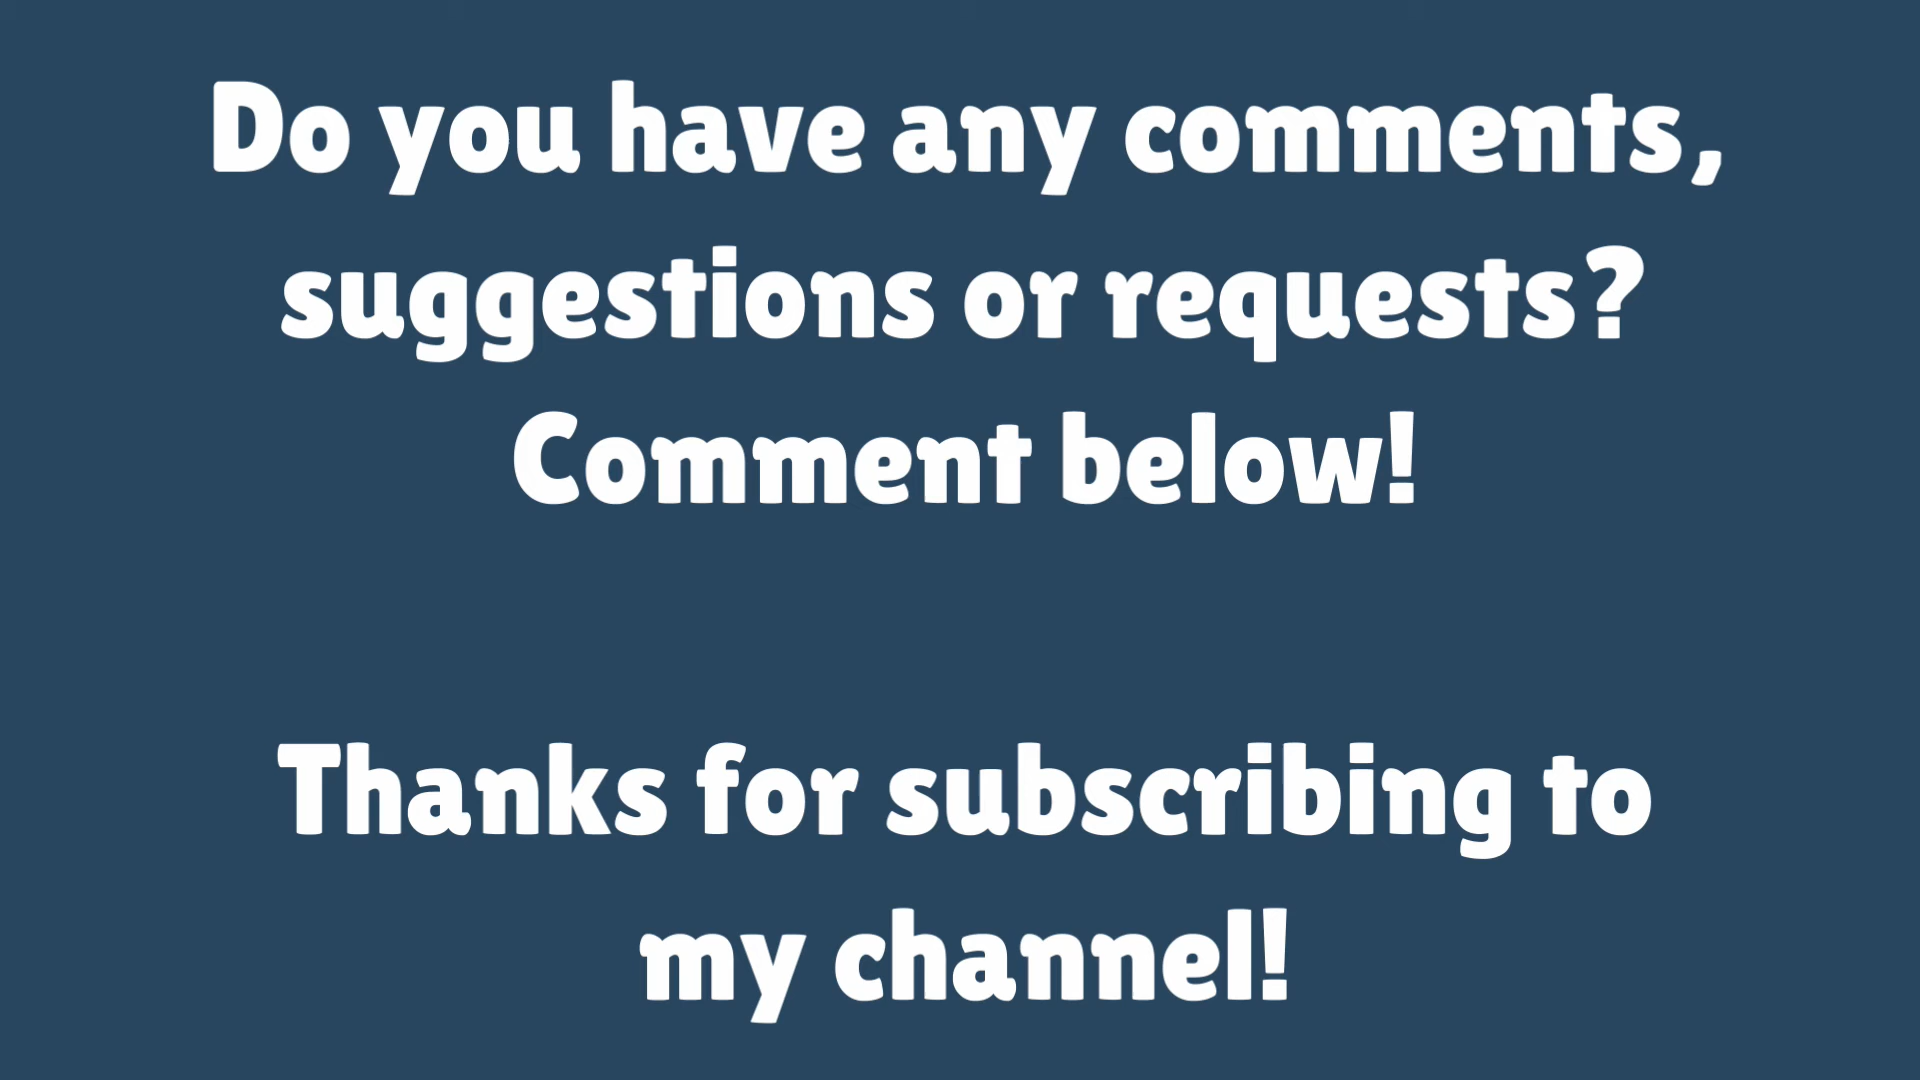 Do you have any comments,
suggestions or requests?
Comment below!
Thanks for subscribing to
my channel!